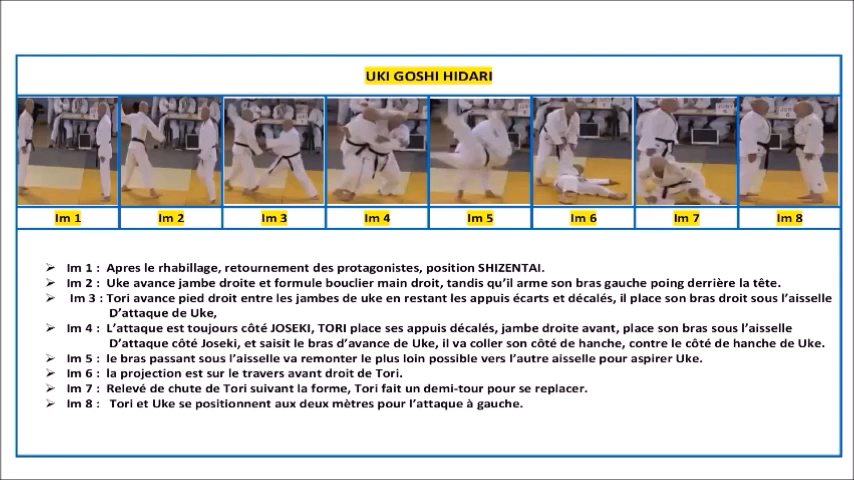 UKI GOSHI HIDARI
Im 1
Im 2
Im 3
Im 4
Im 5
Im 6
Im 7
Im 8
➢ Im 1 : Apres le rhabillage, retournement des protagonistes, position SHIZENTAI.
➢ Im 2 : Uke avance jambe droite et formule bouclier main droit, tandis qu’il arme son bras gauche poing derrière la tête.
➢ Im 3 : Tori avance pied droit entre les jambes de uke en restant les appuis écarts et décalés, il place son bras droit sous l’aisselle
D’attaque de Uke,
➢ Im 4 : L’attaque est toujours côté JOSEKI, TORI place ses appuis décalés, jambe droite avant, place son bras sous l’aisselle
D’attaque côté Joseki, et saisit le bras d’avance de Uke, il va coller son côté de hanche, contre le côté de hanche de Uke.
➢ Im 5 : le bras passant sous l’aisselle va remonter le plus loin possible vers l’autre aisselle pour aspirer Uke.
➢ Im 6 : la projection est sur le travers avant droit de Tori.
➢ Im 7 : Relevé de chute de Tori suivant la forme, Tori fait un demi-tour pour se replacer.
➢ Im 8 : Tori et Uke se positionnent aux deux mètres pour l’attaque à gauche.